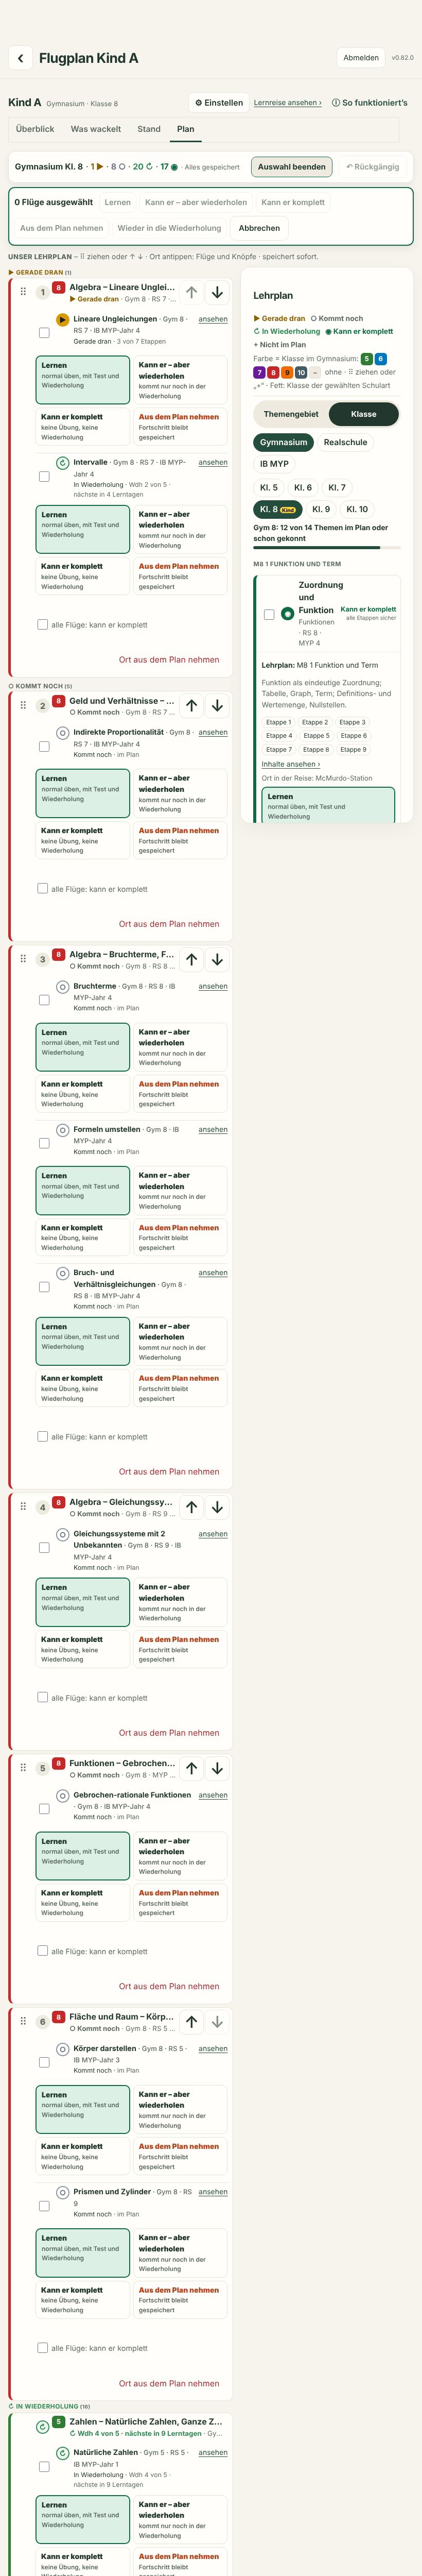 ‹ Flugplan Kind A
Abmelden v0.82.0
Kind A Gymnasium · Klasse 8
⚙ Einstellen Lernreise ansehen › ⓘ So funktioniert's
Überblick Was wackelt Stand Plan
Gymnasium Kl. 8 · 1 ▶ · 8 ○ · 20 ↻ · 17 ◉ · Alles gespeichert Auswahl beenden ↶ Rückgängig
0 Flüge ausgewählt Lernen Kann er – aber wiederholen Kann er komplett
Aus dem Plan nehmen Wieder in die Wiederholung Abbrechen
UNSER LEHRPLAN – ⠿ ziehen oder ↑ ↓ · Ort antippen: Flüge und Knöpfe · speichert sofort.
▶ GERADE DRAN (1)
⠿ 1 8 Algebra – Lineare Unglei… ↑ ↓
▶ Gerade dran · Gym 8 · RS 7 ·…
Lineare Ungleichungen · Gym 8 · ansehen
RS 7 · IB MYP-Jahr 4
Gerade dran · 3 von 7 Etappen
Lernen
normal üben, mit Test und
Wiederholung
Kann er – aber
wiederholen
kommt nur noch in der
Wiederholung
Kann er komplett
keine Übung, keine
Wiederholung
Aus dem Plan nehmen
Fortschritt bleibt
gespeichert
Intervalle · Gym 8 · RS 7 · IB MYP- ansehen
Jahr 4
In Wiederholung · Wdh 2 von 5 ·
nächste in 4 Lerntagen
Lernen
normal üben, mit Test und
Wiederholung
Kann er – aber
wiederholen
kommt nur noch in der
Wiederholung
Kann er komplett
keine Übung, keine
Wiederholung
Aus dem Plan nehmen
Fortschritt bleibt
gespeichert
alle Flüge: kann er komplett
Ort aus dem Plan nehmen
○ KOMMT NOCH (5)
⠿ 2 8 Geld und Verhältnisse – … ↑ ↓
○ Kommt noch · Gym 8 · RS 7 …
Indirekte Proportionalität · Gym 8 · ansehen
RS 7 · IB MYP-Jahr 4
Kommt noch · im Plan
Lernen
normal üben, mit Test und
Wiederholung
Kann er – aber
wiederholen
kommt nur noch in der
Wiederholung
Kann er komplett
keine Übung, keine
Wiederholung
Aus dem Plan nehmen
Fortschritt bleibt
gespeichert
alle Flüge: kann er komplett
Ort aus dem Plan nehmen
⠿ 3 8 Algebra – Bruchterme, F… ↑ ↓
○ Kommt noch · Gym 8 · RS 8 …
Bruchterme · Gym 8 · RS 8 · IB ansehen
MYP-Jahr 4
Kommt noch · im Plan
Lernen
normal üben, mit Test und
Wiederholung
Kann er – aber
wiederholen
kommt nur noch in der
Wiederholung
Kann er komplett
keine Übung, keine
Wiederholung
Aus dem Plan nehmen
Fortschritt bleibt
gespeichert
Formeln umstellen · Gym 8 · IB ansehen
MYP-Jahr 4
Kommt noch · im Plan
Lernen
normal üben, mit Test und
Wiederholung
Kann er – aber
wiederholen
kommt nur noch in der
Wiederholung
Kann er komplett
keine Übung, keine
Wiederholung
Aus dem Plan nehmen
Fortschritt bleibt
gespeichert
Bruch- und ansehen
Verhältnisgleichungen · Gym 8 ·
RS 8 · IB MYP-Jahr 4
Kommt noch · im Plan
Lernen
normal üben, mit Test und
Wiederholung
Kann er – aber
wiederholen
kommt nur noch in der
Wiederholung
Kann er komplett
keine Übung, keine
Wiederholung
Aus dem Plan nehmen
Fortschritt bleibt
gespeichert
alle Flüge: kann er komplett
Ort aus dem Plan nehmen
⠿ 4 8 Algebra – Gleichungssy… ↑ ↓
○ Kommt noch · Gym 8 · RS 9 …
Gleichungssysteme mit 2 ansehen
Unbekannten · Gym 8 · RS 9 · IB
MYP-Jahr 4
Kommt noch · im Plan
Lernen
normal üben, mit Test und
Wiederholung
Kann er – aber
wiederholen
kommt nur noch in der
Wiederholung
Kann er komplett
keine Übung, keine
Wiederholung
Aus dem Plan nehmen
Fortschritt bleibt
gespeichert
alle Flüge: kann er komplett
Ort aus dem Plan nehmen
⠿ 5 8 Funktionen – Gebrochen… ↑ ↓
○ Kommt noch · Gym 8 · MYP …
Gebrochen-rationale Funktionen ansehen
· Gym 8 · IB MYP-Jahr 4
Kommt noch · im Plan
Lernen
normal üben, mit Test und
Wiederholung
Kann er – aber
wiederholen
kommt nur noch in der
Wiederholung
Kann er komplett
keine Übung, keine
Wiederholung
Aus dem Plan nehmen
Fortschritt bleibt
gespeichert
alle Flüge: kann er komplett
Ort aus dem Plan nehmen
⠿ 6 8 Fläche und Raum – Körp… ↑ ↓
○ Kommt noch · Gym 8 · RS 5 …
Körper darstellen · Gym 8 · RS 5 · ansehen
IB MYP-Jahr 3
Kommt noch · im Plan
Lernen
normal üben, mit Test und
Wiederholung
Kann er – aber
wiederholen
kommt nur noch in der
Wiederholung
Kann er komplett
keine Übung, keine
Wiederholung
Aus dem Plan nehmen
Fortschritt bleibt
gespeichert
Prismen und Zylinder · Gym 8 · RS ansehen
9
Kommt noch · im Plan
Lernen
normal üben, mit Test und
Wiederholung
Kann er – aber
wiederholen
kommt nur noch in der
Wiederholung
Kann er komplett
keine Übung, keine
Wiederholung
Aus dem Plan nehmen
Fortschritt bleibt
gespeichert
alle Flüge: kann er komplett
Ort aus dem Plan nehmen
↻ IN WIEDERHOLUNG (16)
5 Zahlen – Natürliche Zahlen, Ganze Z…
↻ Wdh 4 von 5 · nächste in 9 Lerntagen · Gy…
Natürliche Zahlen · Gym 5 · RS 5 · ansehen
IB MYP-Jahr 1
In Wiederholung · Wdh 4 von 5 ·
nächste in 9 Lerntagen
Lernen
normal üben, mit Test und
Wiederholung
Kann er – aber
wiederholen
kommt nur noch in der
Wiederholung
Kann er komplett
keine Übung, keine
Wiederholung
Aus dem Plan nehmen
Fortschritt bleibt
gespeichert
Lehrplan
▶ Gerade dran ○ Kommt noch
↻ In Wiederholung ◉ Kann er komplett
+ Nicht im Plan
Farbe = Klasse im Gymnasium: 5 6
7 8 9 10 – ohne · ⠿ ziehen oder
„+“ · Fett: Klasse der gewählten Schulart
Themengebiet Klasse
Gymnasium Realschule
IB MYP
Kl. 5 Kl. 6 Kl. 7
Kl. 8 Kind Kl. 9 Kl. 10
Gym 8: 12 von 14 Themen im Plan oder
schon gekonnt
M8 1 FUNKTION UND TERM
Zuordnung
und
Funktion Kann er komplett
Funktionen alle Etappen sicher
· RS 8 ·
MYP 4
Lehrplan: M8 1 Funktion und Term
Funktion als eindeutige Zuordnung;
Tabelle, Graph, Term; Definitions- und
Wertemenge, Nullstellen.
Etappe 1 Etappe 2 Etappe 3
Etappe 4 Etappe 5 Etappe 6
Etappe 7 Etappe 8 Etappe 9
Inhalte ansehen ›
Ort in der Reise: McMurdo-Station
Lernen
normal üben, mit Test und
Wiederholung